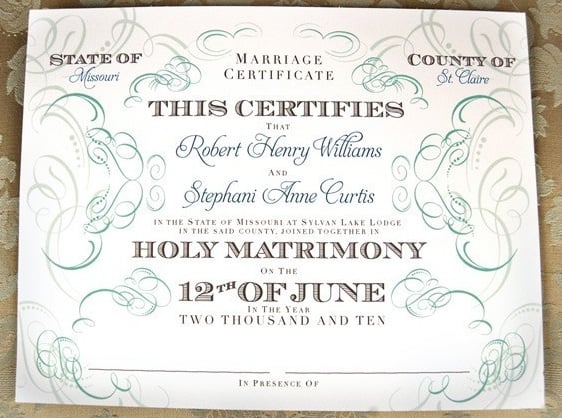 STATE OF
Missouri
MARRIAGE
CERTIFICATE
COUNTY OF
St. Claire
THIS CERTIFIES
THAT
Robert Henry Williams
AND
Stephani Anne Curtis
IN THE STATE OF MISSOURI AT SYLVAN LAKE LODGE
IN THE SAID COUNTY, JOINED TOGETHER IN
HOLY MATRIMONY
ON THE
12TH OF JUNE
IN THE YEAR
TWO THOUSAND AND TEN
IN PRESENCE OF